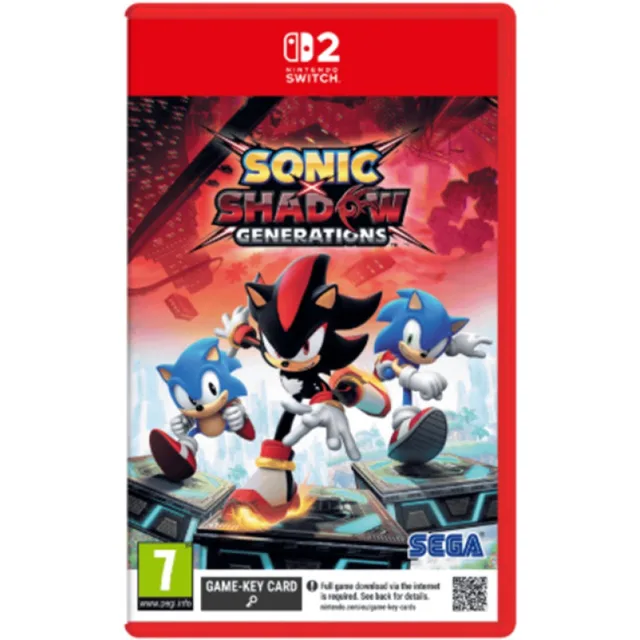 2
NINTENDO
SWITCH
SONIC
×
SHADOW
GENERATIONS™
SEGA
7
www.pegi.info
GAME-KEY CARD
! Full game download via the internet
is required. See back for details.
nintendo.com/eu/game-key-cards